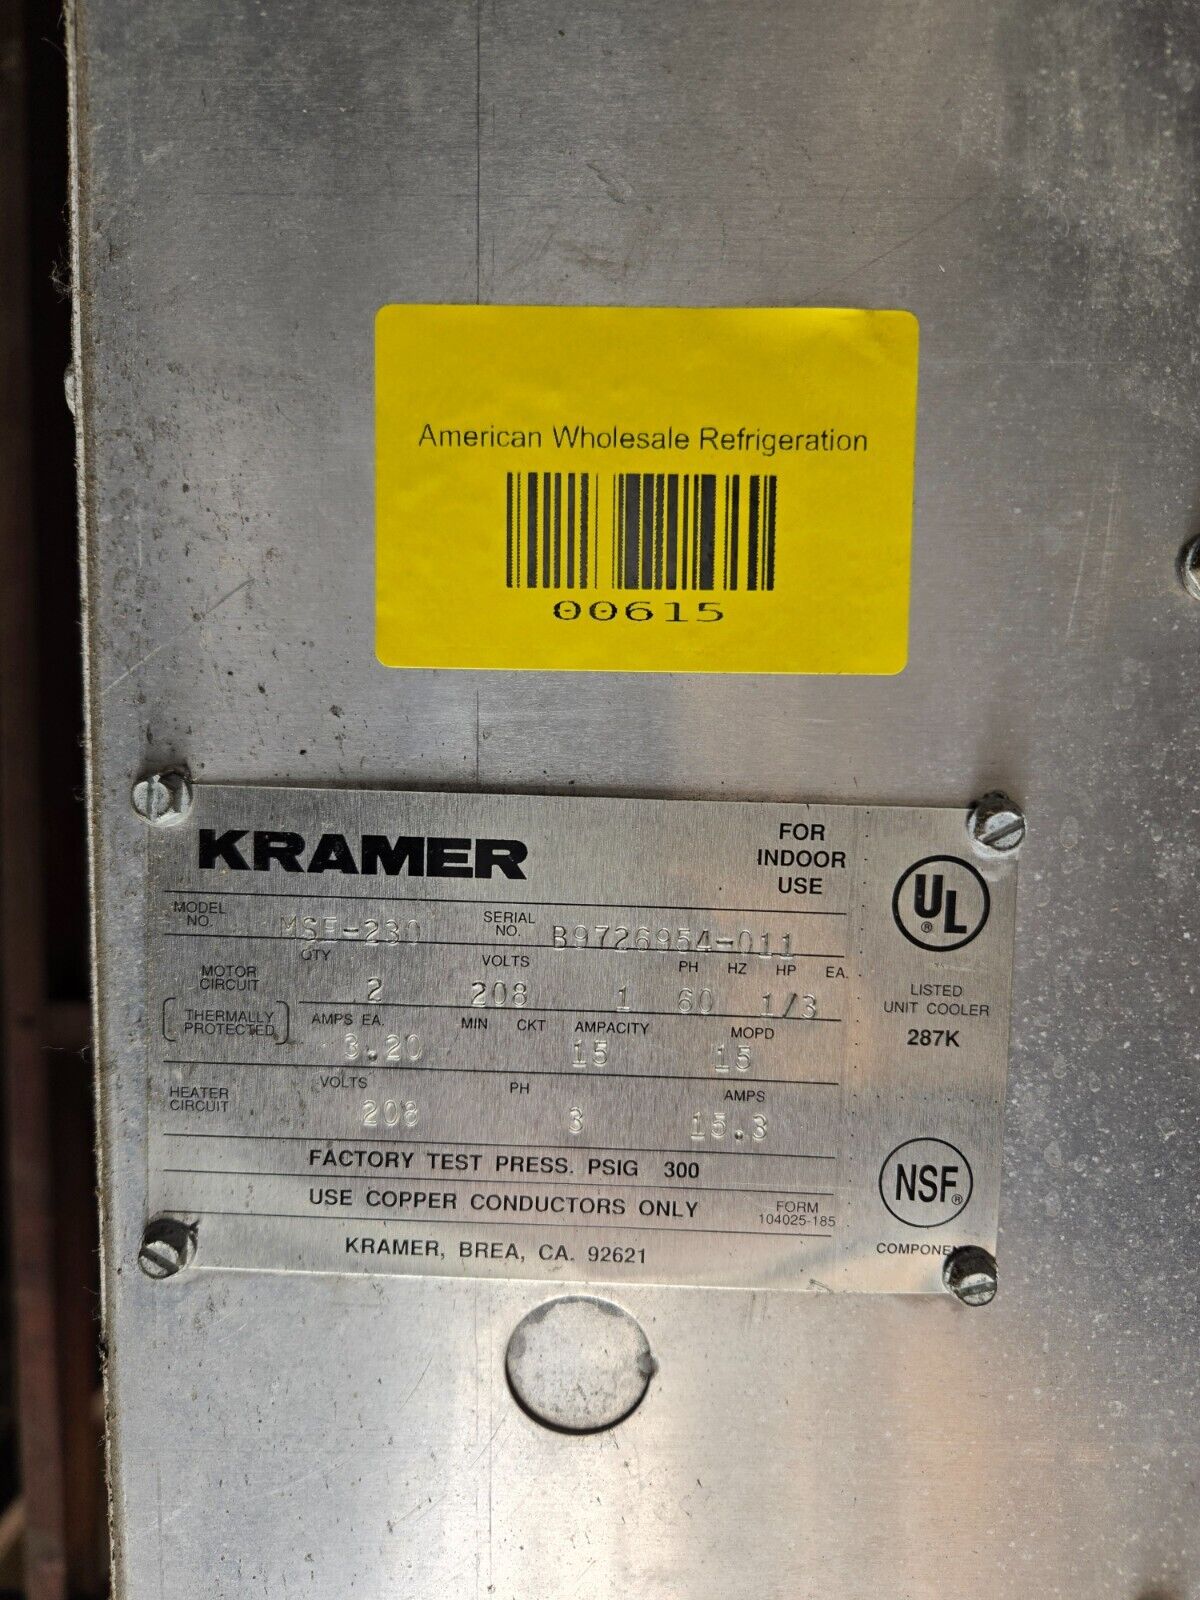 American Wholesale Refrigeration
00615
KRAMER
FOR
INDOOR
USE
UL
®
LISTED
UNIT COOLER
287K
MODEL
NO.
MSF-230
SERIAL
NO.
B9726954-011
MOTOR
CIRCUIT
QTY VOLTS PH HZ HP EA.
2 208 1 60 1/3
[THERMALLY
PROTECTED]
AMPS EA. MIN CKT AMPACITY MOPD
3.20 15 15
HEATER
CIRCUIT
VOLTS PH AMPS
208 3 15.3
FACTORY TEST PRESS. PSIG 300
USE COPPER CONDUCTORS ONLY
FORM
104025-185
KRAMER, BREA, CA. 92621
NSF®